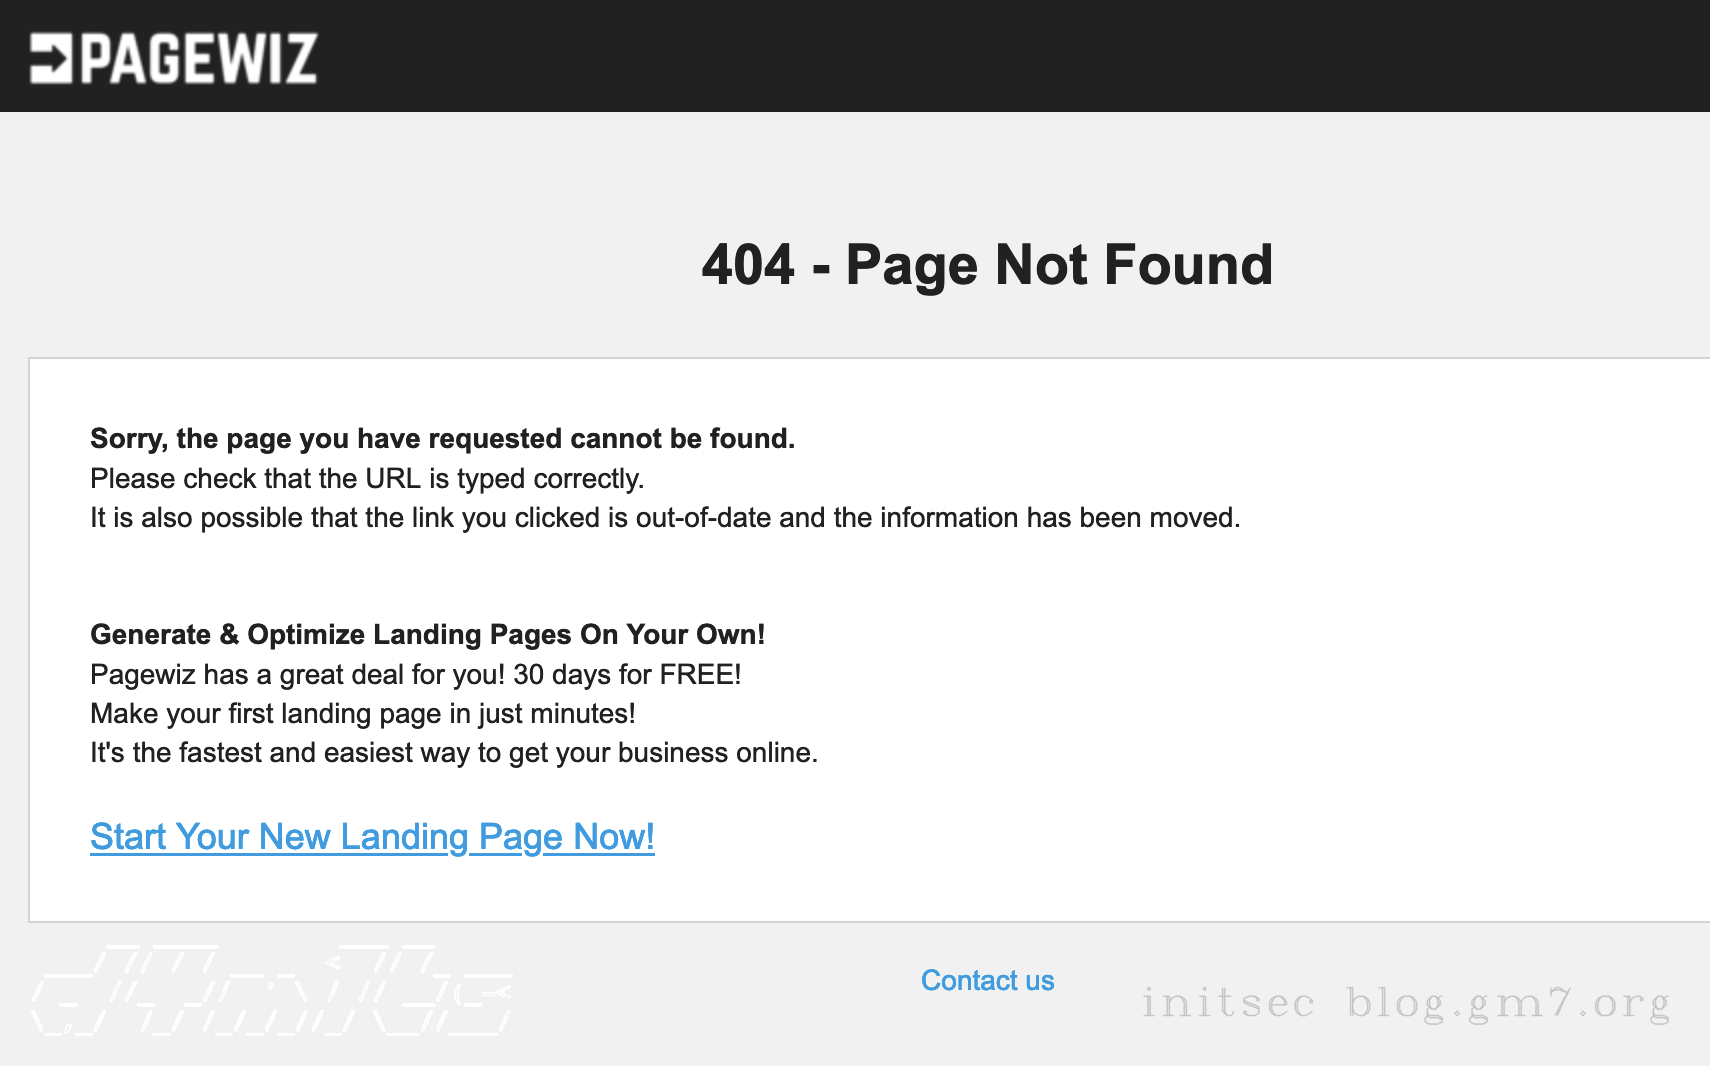 PAGEWIZ
404 - Page Not Found
Sorry, the page you have requested cannot be found.
Please check that the URL is typed correctly.
It is also possible that the link you clicked is out-of-date and the information has been moved.
Generate & Optimize Landing Pages On Your Own!
Pagewiz has a great deal for you! 30 days for FREE!
Make your first landing page in just minutes!
It's the fastest and easiest way to get your business online.
Start Your New Landing Page Now!
Contact us
initsec blog.gm7.org